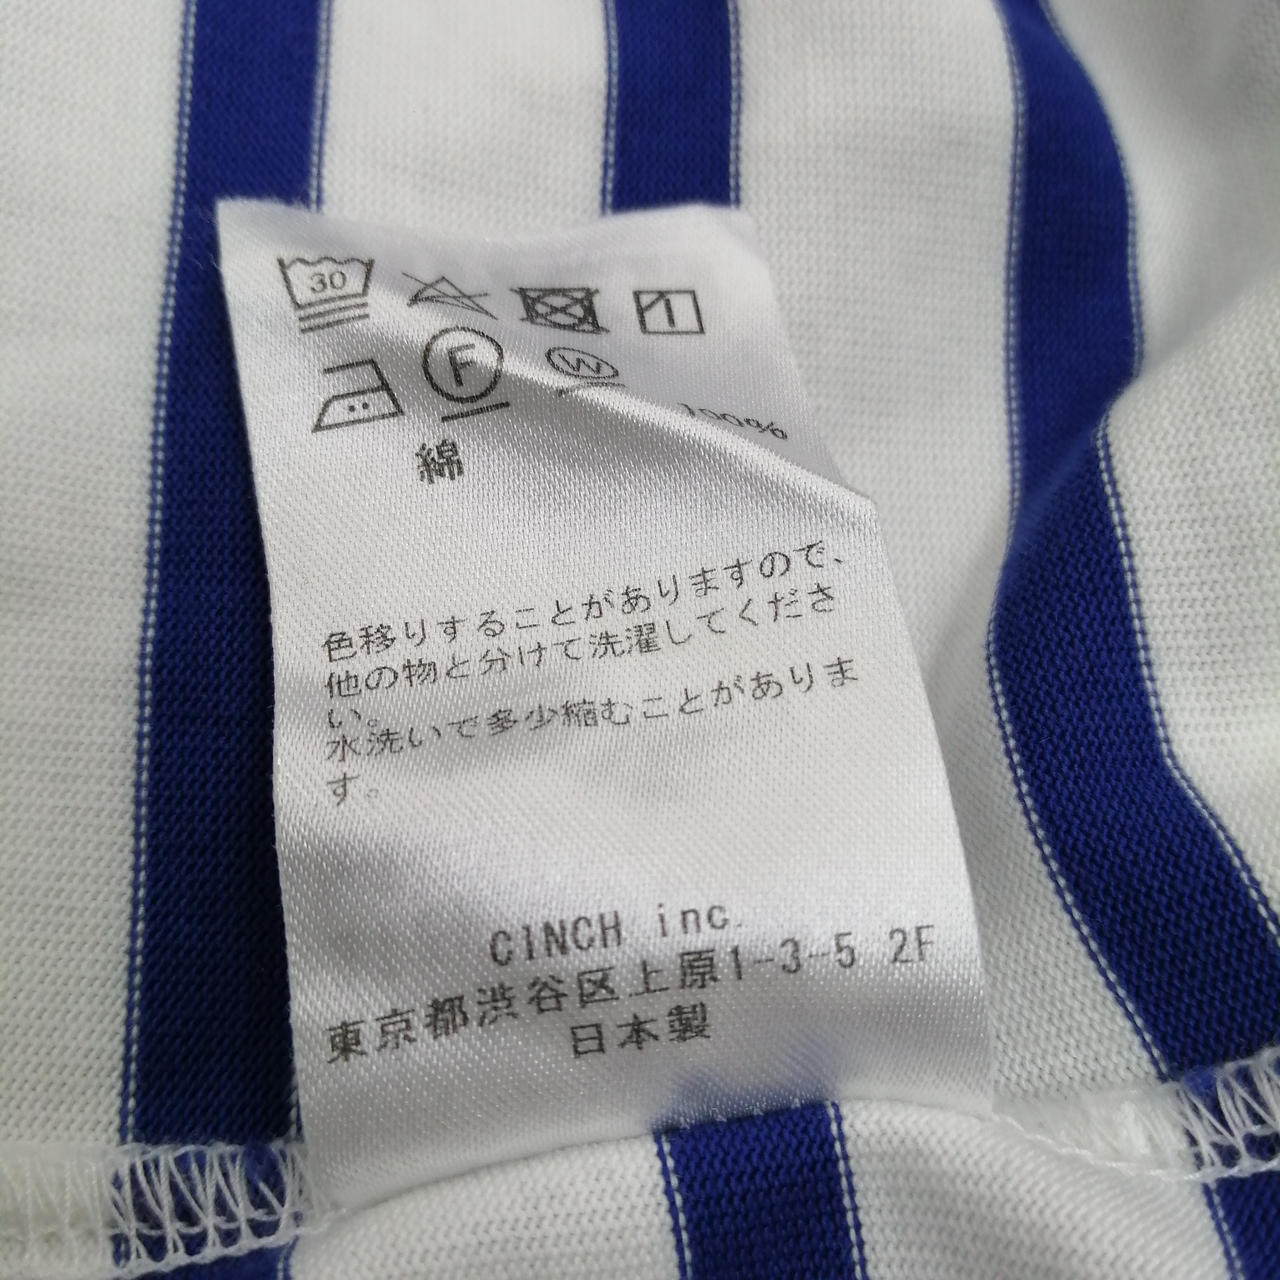 30
F
W
綿 100%
色移りすることがありますので、
他の物と分けて洗濯してくださ
い。
水洗いで多少縮むことがありま
す。
CINCH inc.
東京都渋谷区上原1-3-5 2F
日本製